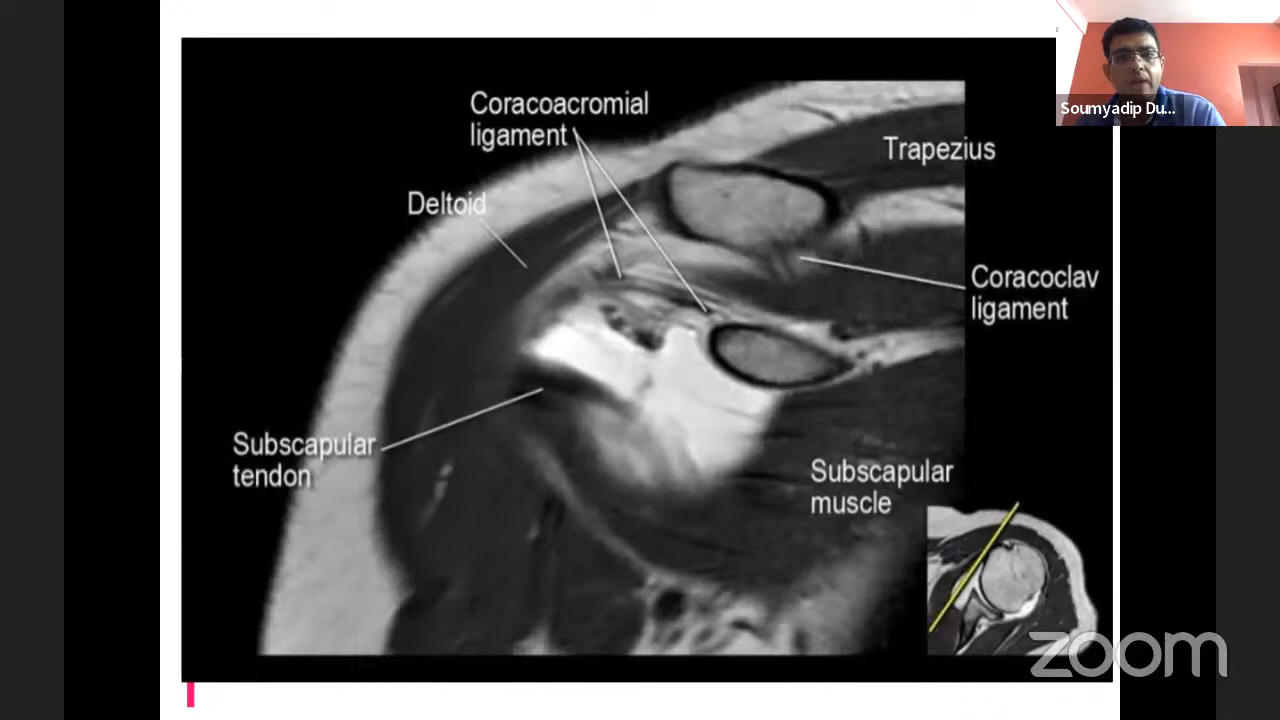 Soumyadip Du...
Coracoacromial
ligament
Trapezius
Deltoid
Coracoclav
ligament
Subscapular
tendon
Subscapular
muscle
zoom